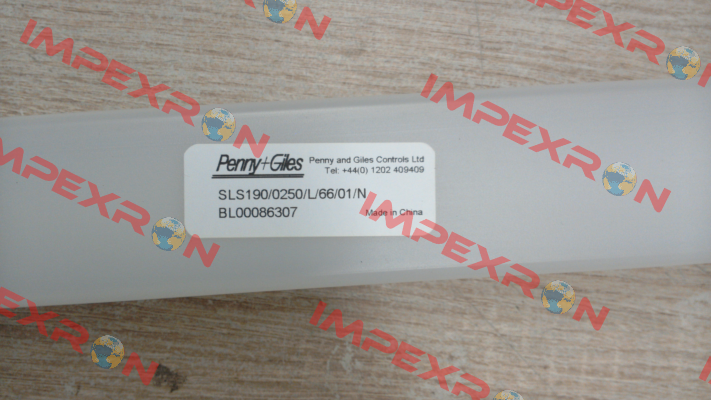 IMPEXRON
IMPEXRON
IMPEXRON
Penny+Giles
Penny and Giles Controls Ltd
Tel: +44(0) 1202 409409
SLS190/0250/L/66/01/N
BL00086307
Made in China
IMPEXRON
IMPEXRON
IMPEXRON
IMPEXRON